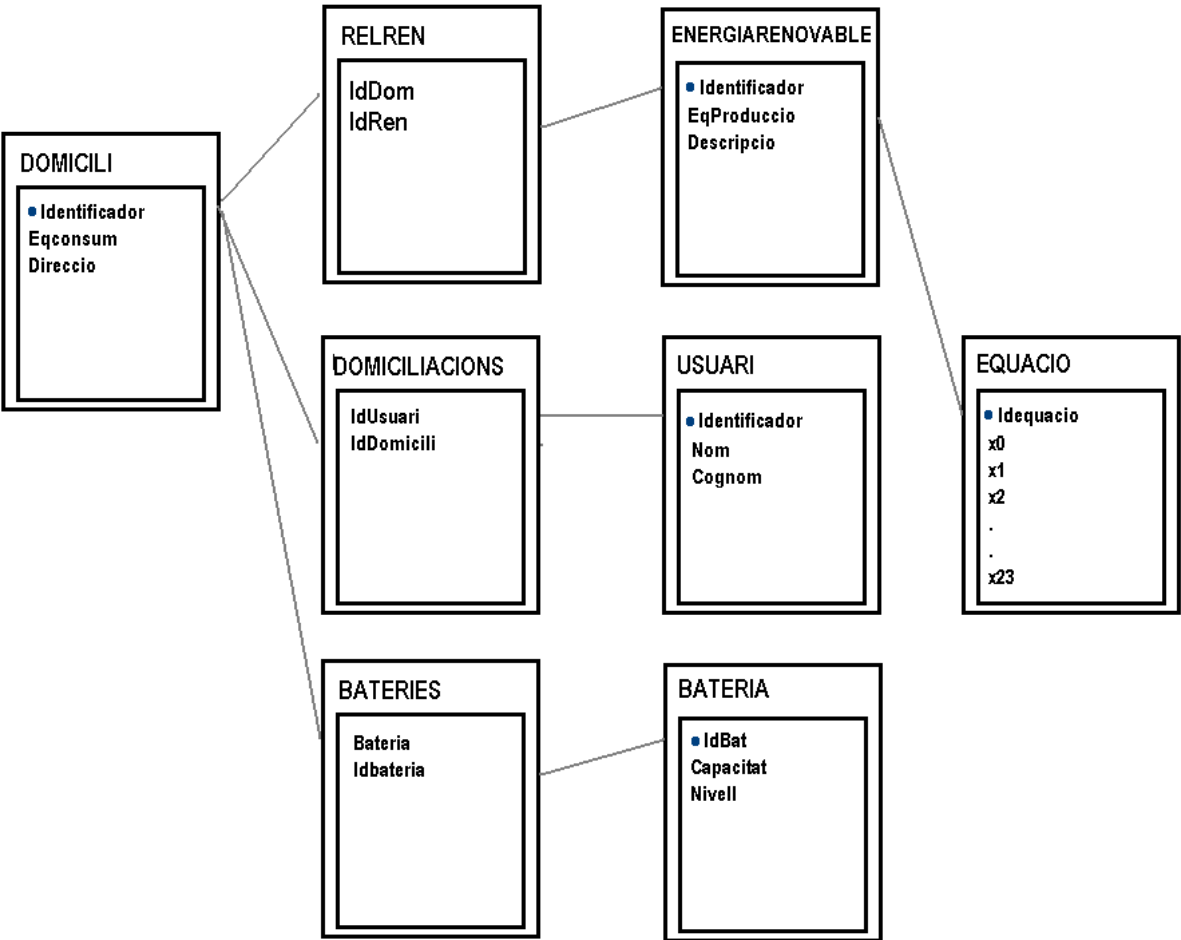 DOMICILI
Identificador
Eqconsum
Direccio
RELREN
IdDom
IdRen
ENERGIARENOVABLE
Identificador
EqProduccio
Descripcio
DOMICILIACIONS
IdUsuari
IdDomicili
USUARI
Identificador
Nom
Cognom
EQUACIO
Idequacio
x0
x1
x2
.
.
x23
BATERIES
Bateria
Idbateria
BATERIA
IdBat
Capacitat
Nivell